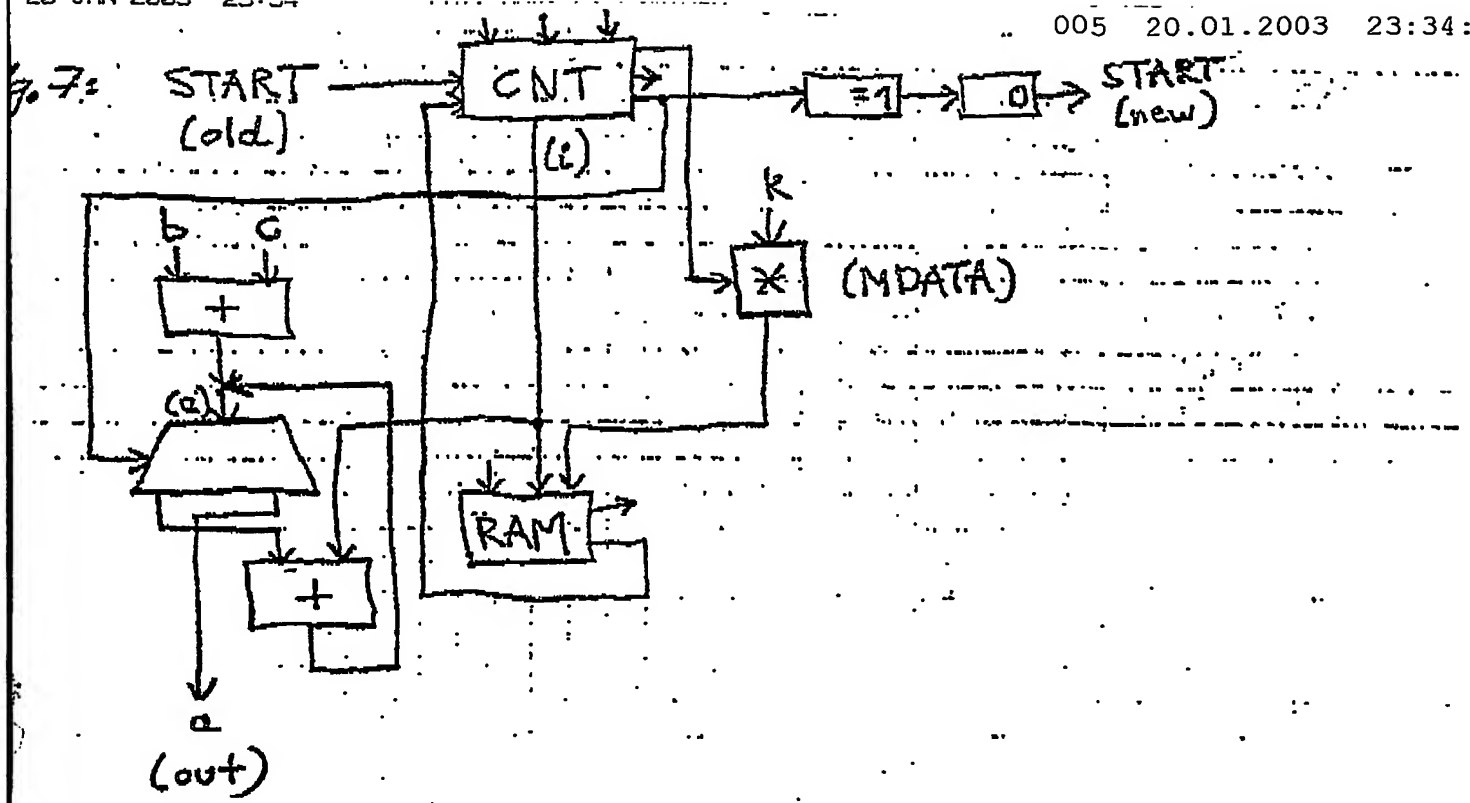 005 20.01.2003 23:34:
START
CNT
=1
0
START
(old)
(new)
(i)
k
b c
X
(MDATA)
+
(a)
RAM
+
a
(out)